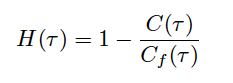 H(τ) = 1 − C(τ) / C_f(τ)